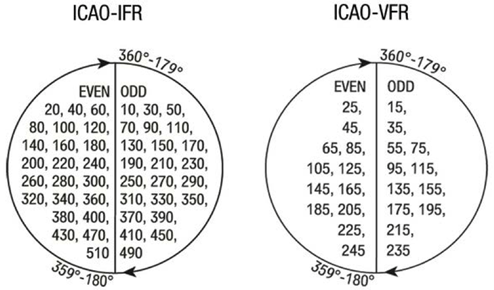 ICAO-IFR
360°-179°
EVEN ODD
20, 40, 60, 10, 30, 50,
80, 100, 120, 70, 90, 110,
140, 160, 180, 130, 150, 170,
200, 220, 240, 190, 210, 230,
260, 280, 300, 250, 270, 290,
320, 340, 360, 310, 330, 350,
380, 400, 370, 390,
430, 470, 410, 450,
510 490
359°-180°
ICAO-VFR
360°-179°
EVEN ODD
25, 15,
45, 35,
65, 85, 55, 75,
105, 125, 95, 115,
145, 165, 135, 155,
185, 205, 175, 195,
225, 215,
245 235
359°-180°